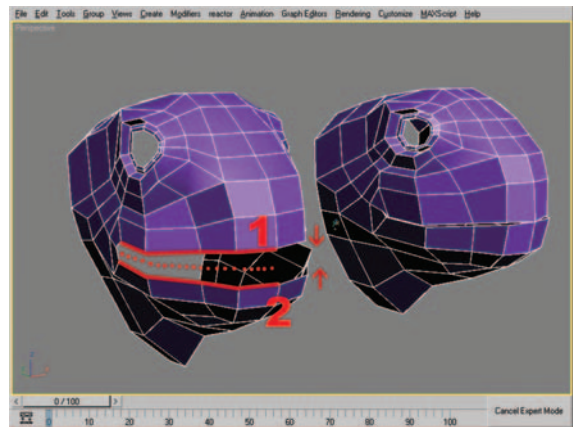 File Edit Tools Group Views Create Modifiers reactor Animation Graph Editors Rendering Customize MAXScript Help
Perspective
1
2
0 / 100
0 10 20 30 40 50 60 70 80 90 100
Cancel Expert Mode